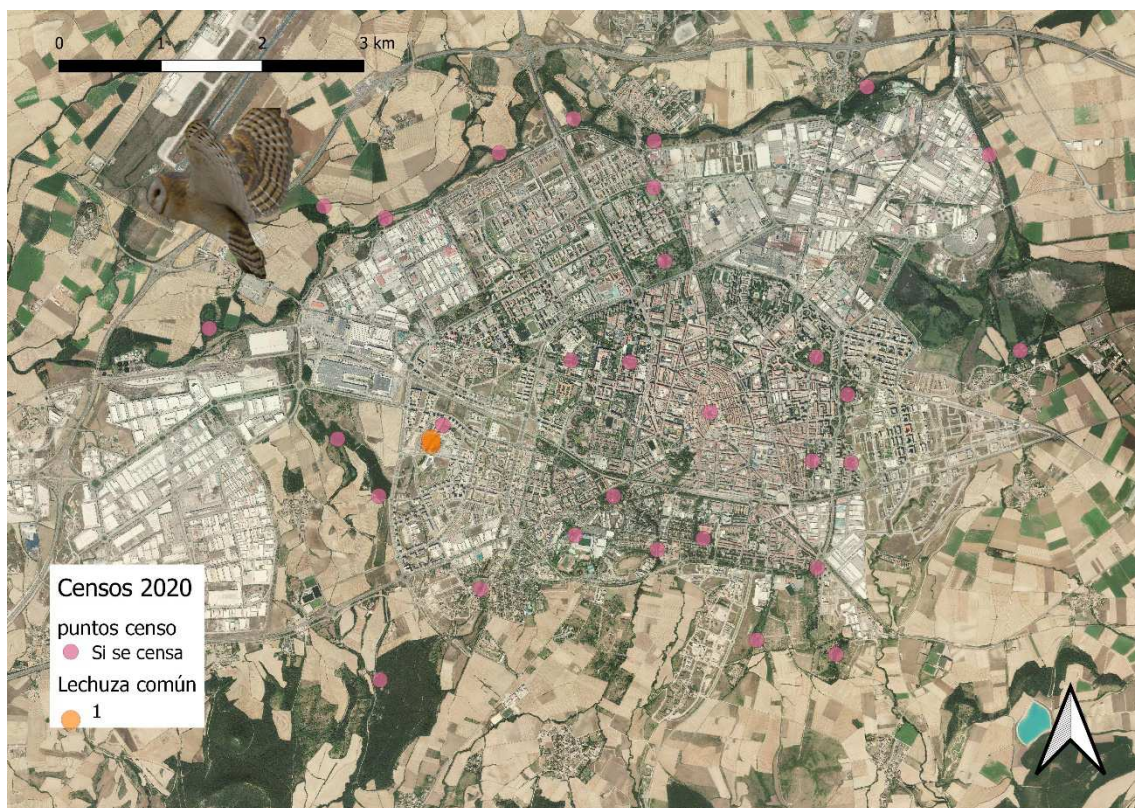 0 1 2 3 km
Censos 2020
puntos censo
Si se censa
Lechuza común
1